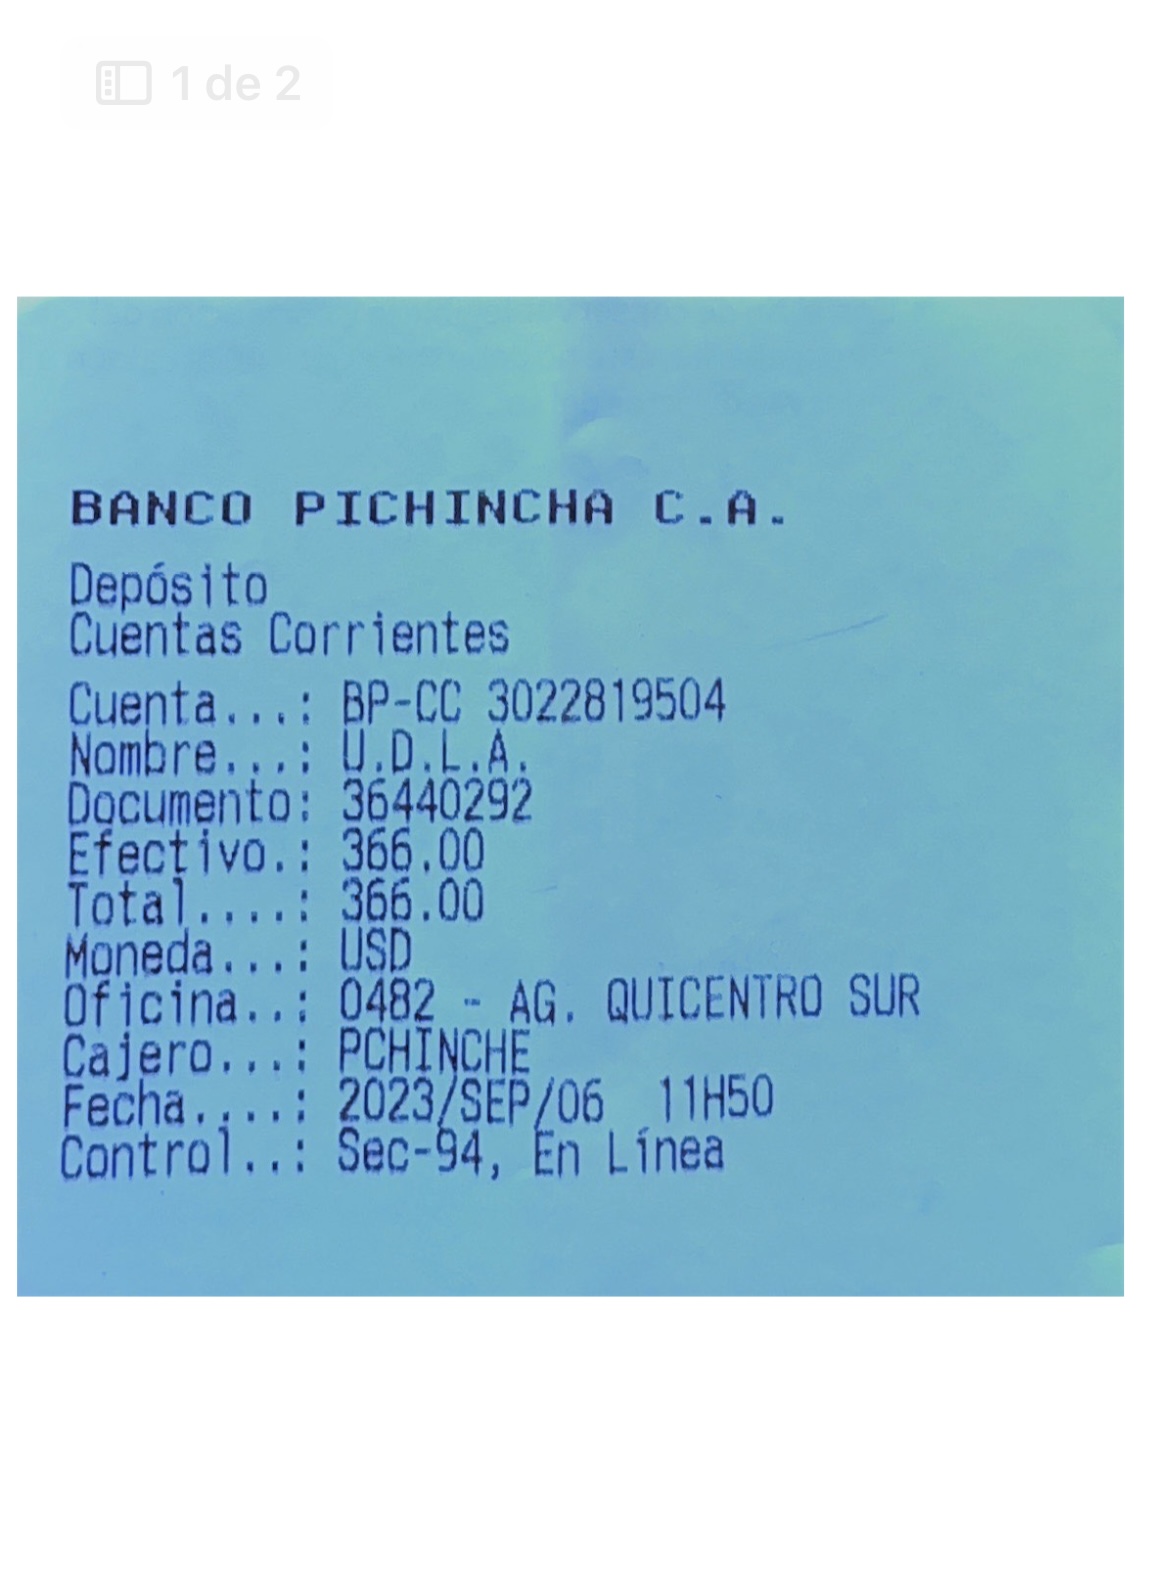 1 de 2
BANCO PICHINCHA C.A.
Depósito
Cuentas Corrientes
Cuenta...: BP-CC 3022819504
Nombre...: U.D.L.A.
Documento: 36440292
Efectivo.: 366.00
Total....: 366.00
Moneda...: USD
Oficina..: 0482 - AG. QUICENTRO SUR
Cajero...: PCHINCHE
Fecha....: 2023/SEP/06 11H50
Control..: Sec-94, En Línea